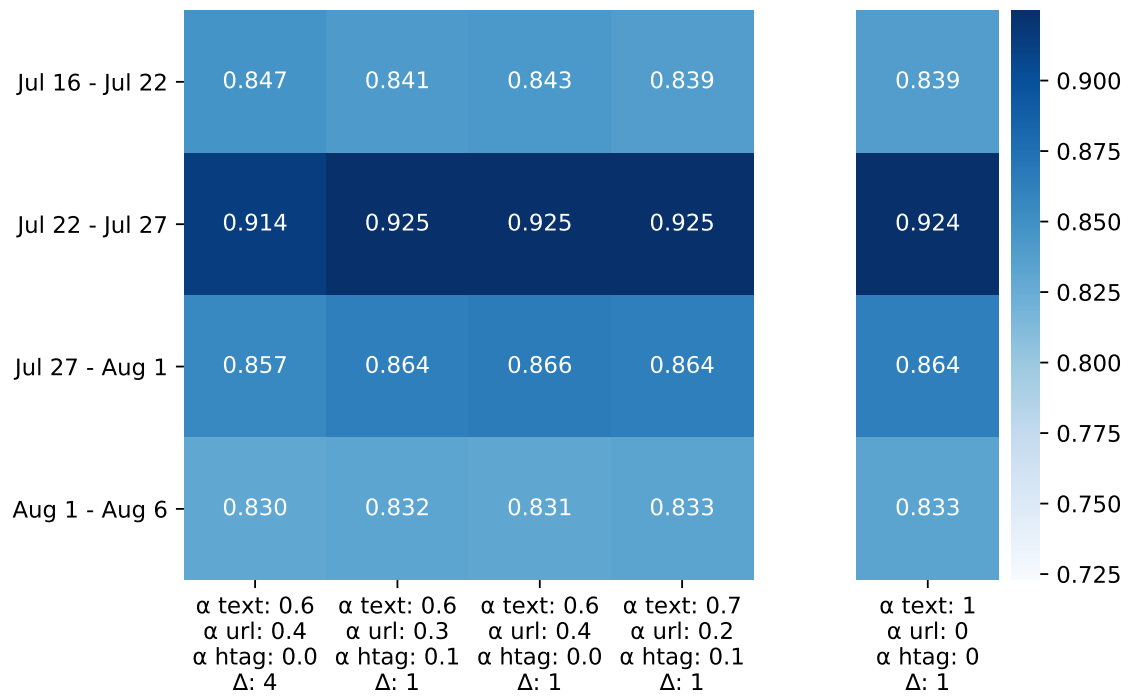 Jul 16 - Jul 22 0.847 0.841 0.843 0.839 0.839
Jul 22 - Jul 27 0.914 0.925 0.925 0.925 0.924
Jul 27 - Aug 1 0.857 0.864 0.866 0.864 0.864
Aug 1 - Aug 6 0.830 0.832 0.831 0.833 0.833
α text: 0.6 α text: 0.6 α text: 0.6 α text: 0.7 α text: 1
α url: 0.4 α url: 0.3 α url: 0.4 α url: 0.2 α url: 0
α htag: 0.0 α htag: 0.1 α htag: 0.0 α htag: 0.1 α htag: 0
Δ: 4 Δ: 1 Δ: 1 Δ: 1 Δ: 1
0.900
0.875
0.850
0.825
0.800
0.775
0.750
0.725